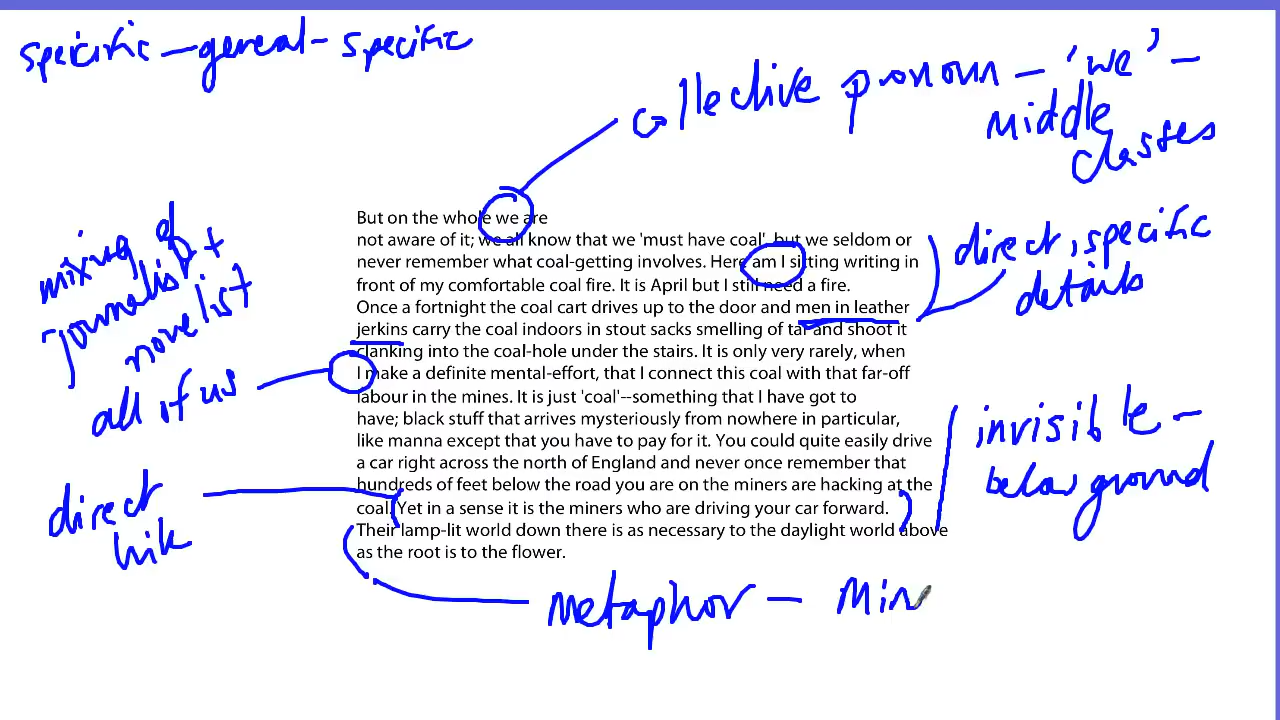 specific – general – specific
collective pronoun – 'we' –
middle
classes
But on the whole we are
not aware of it; we all know that we 'must have coal', but we seldom or
never remember what coal-getting involves. Here am I sitting writing in
front of my comfortable coal fire. It is April but I still need a fire.
Once a fortnight the coal cart drives up to the door and men in leather
jerkins carry the coal indoors in stout sacks smelling of tar and shoot it
clanking into the coal-hole under the stairs. It is only very rarely, when
I make a definite mental-effort, that I connect this coal with that far-off
labour in the mines. It is just 'coal'--something that I have got to
have; black stuff that arrives mysteriously from nowhere in particular,
like manna except that you have to pay for it. You could quite easily drive
a car right across the north of England and never once remember that
hundreds of feet below the road you are on the miners are hacking at the
coal. Yet in a sense it is the miners who are driving your car forward.
Their lamp-lit world down there is as necessary to the daylight world above
as the root is to the flower.
mixing of
journalist +
novelist
all of us
direct
link
direct, specific
details
invisible –
below ground
metaphor – min